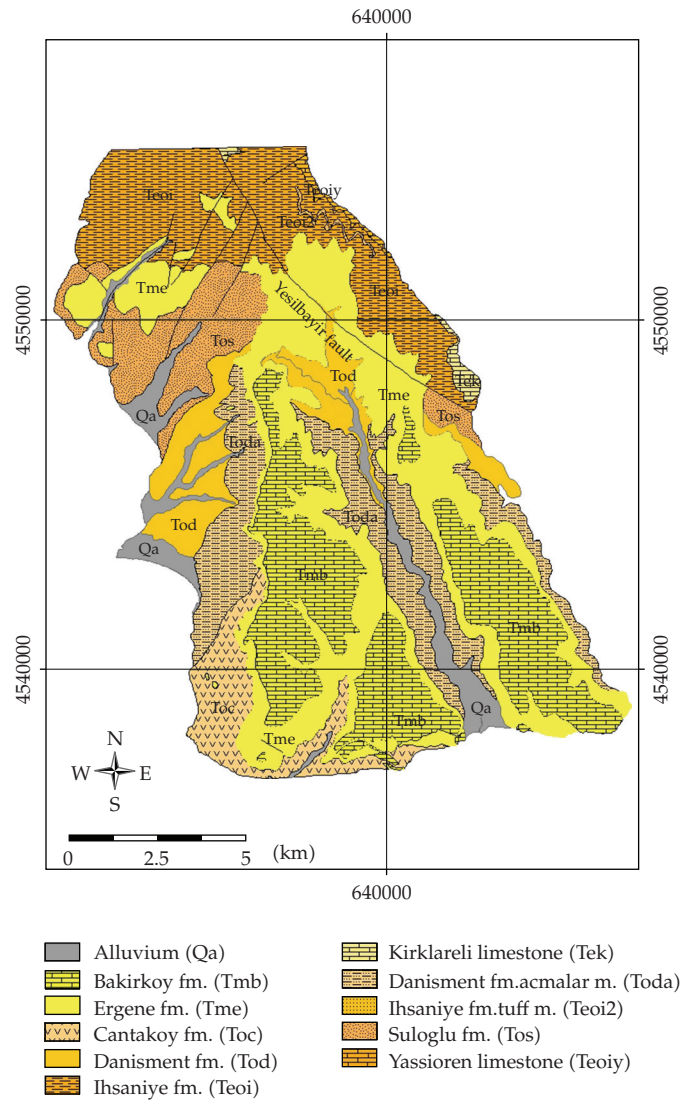 640000
Teoi
Teoiy
Teoi2
Tme
Teoi
4550000
4550000
Yesilbayir fault
Tos
Tod
Tek
Tme
Qa
Tos
Toda
Tod
Toda
Qa
Tmb
Tmb
4540000
4540000
Toc
Tmb
Qa
Tme
N
W E
S
0 2.5 5 (km)
640000
Alluvium (Qa)
Bakirkoy fm. (Tmb)
Ergene fm. (Tme)
Cantakoy fm. (Toc)
Danisment fm. (Tod)
Ihsaniye fm. (Teoi)
Kirklareli limestone (Tek)
Danisment fm.acmalar m. (Toda)
Ihsaniye fm.tuff m. (Teoi2)
Suloglu fm. (Tos)
Yassioren limestone (Teoiy)